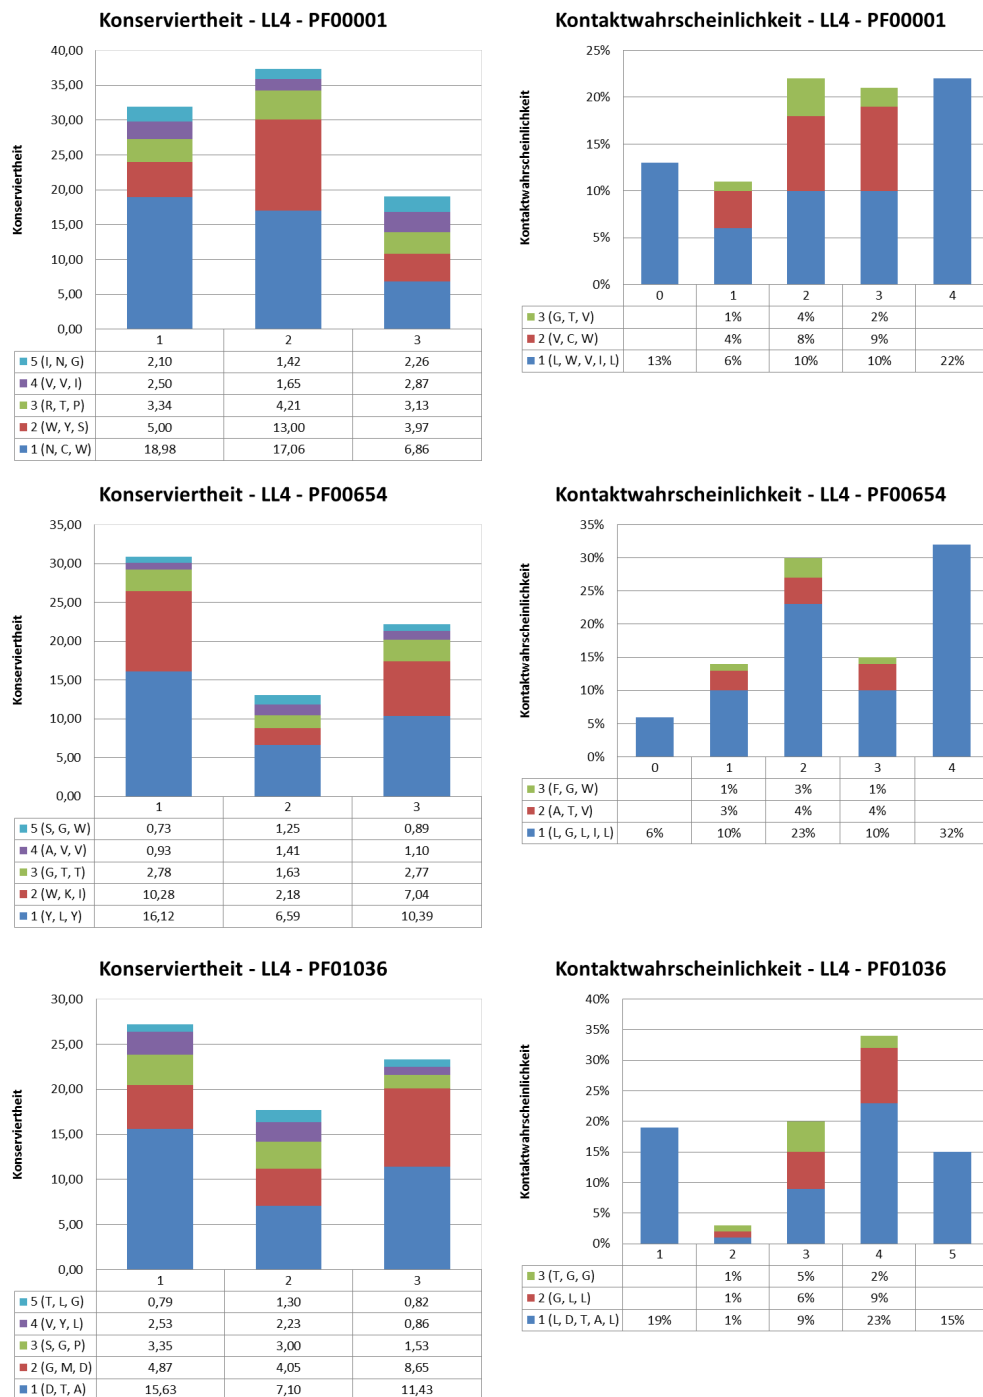 Konserviertheit - LL4 - PF00001
Konserviertheit
40,00
35,00
30,00
25,00
20,00
15,00
10,00
5,00
0,00
1 2 3
5 (I, N, G) 2,10 1,42 2,26
4 (V, V, I) 2,50 1,65 2,87
3 (R, T, P) 3,34 4,21 3,13
2 (W, Y, S) 5,00 13,00 3,97
1 (N, C, W) 18,98 17,06 6,86
Kontaktwahrscheinlichkeit - LL4 - PF00001
Kontaktwahrscheinlichkeit
25%
20%
15%
10%
5%
0%
0 1 2 3 4
3 (G, T, V) 1% 4% 2%
2 (V, C, W) 4% 8% 9%
1 (L, W, V, I, L) 13% 6% 10% 10% 22%
Konserviertheit - LL4 - PF00654
Konserviertheit
35,00
30,00
25,00
20,00
15,00
10,00
5,00
0,00
1 2 3
5 (S, G, W) 0,73 1,25 0,89
4 (A, V, V) 0,93 1,41 1,10
3 (G, T, T) 2,78 1,63 2,77
2 (W, K, I) 10,28 2,18 7,04
1 (Y, L, Y) 16,12 6,59 10,39
Kontaktwahrscheinlichkeit - LL4 - PF00654
Kontaktwahrscheinlichkeit
35%
30%
25%
20%
15%
10%
5%
0%
0 1 2 3 4
3 (F, G, W) 1% 3% 1%
2 (A, T, V) 3% 4% 4%
1 (L, G, L, I, L) 6% 10% 23% 10% 32%
Konserviertheit - LL4 - PF01036
Konserviertheit
30,00
25,00
20,00
15,00
10,00
5,00
0,00
1 2 3
5 (T, L, G) 0,79 1,30 0,82
4 (V, Y, L) 2,53 2,23 0,86
3 (S, G, P) 3,35 3,00 1,53
2 (G, M, D) 4,87 4,05 8,65
1 (D, T, A) 15,63 7,10 11,43
Kontaktwahrscheinlichkeit - LL4 - PF01036
Kontaktwahrscheinlichkeit
40%
35%
30%
25%
20%
15%
10%
5%
0%
1 2 3 4 5
3 (T, G, G) 1% 5% 2%
2 (G, L, L) 1% 6% 9%
1 (L, D, T, A, L) 19% 1% 9% 23% 15%